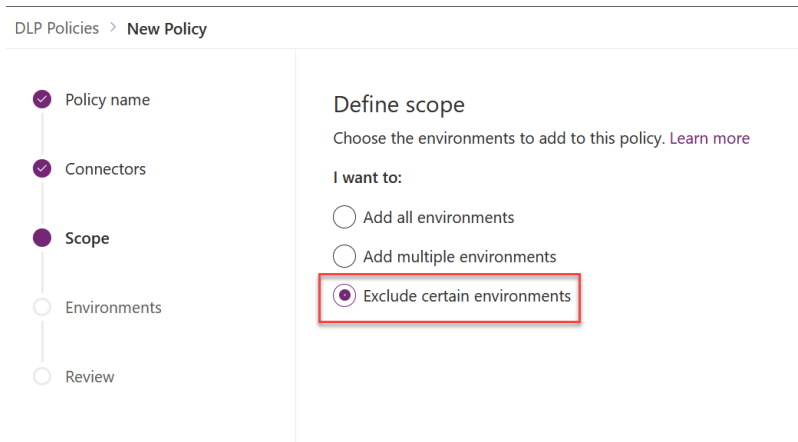 DLP Policies > New Policy
Policy name
Connectors
Scope
Environments
Review
Define scope
Choose the environments to add to this policy. Learn more
I want to:
Add all environments
Add multiple environments
Exclude certain environments